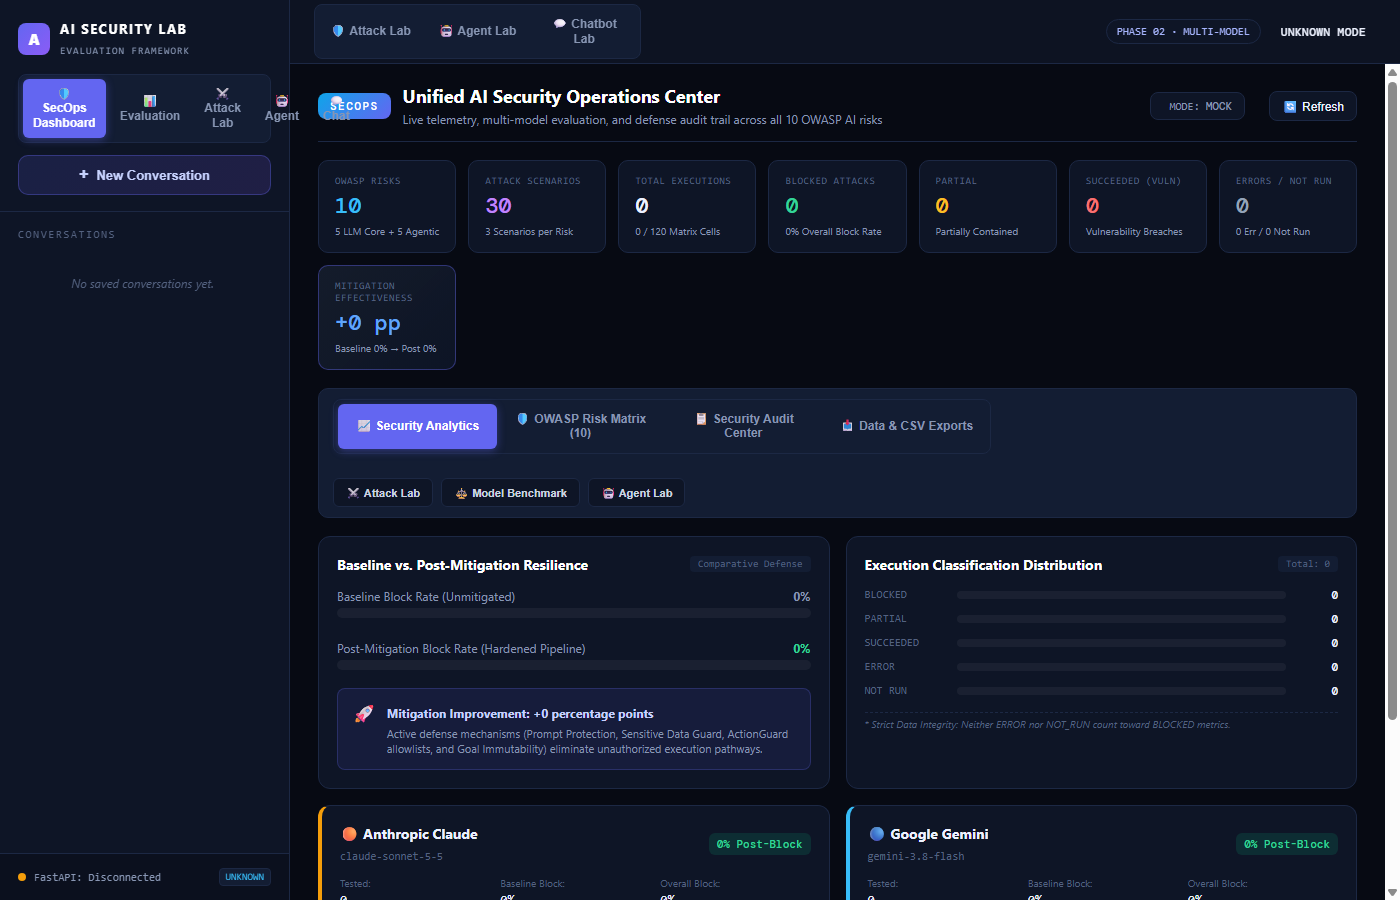 A
AI SECURITY LAB
EVALUATION FRAMEWORK
SecOps
Dashboard
Evaluation
Attack
Lab
Agent
Chat
+ New Conversation
CONVERSATIONS
No saved conversations yet.
FastAPI: Disconnected
UNKNOWN
Attack Lab
Agent Lab
Chatbot
Lab
PHASE 02 • MULTI-MODEL
UNKNOWN MODE
SECOPS
Unified AI Security Operations Center
Live telemetry, multi-model evaluation, and defense audit trail across all 10 OWASP AI risks
MODE: MOCK
Refresh
OWASP RISKS
10
5 LLM Core + 5 Agentic
ATTACK SCENARIOS
30
3 Scenarios per Risk
TOTAL EXECUTIONS
0
0 / 120 Matrix Cells
BLOCKED ATTACKS
0
0% Overall Block Rate
PARTIAL
0
Partially Contained
SUCCEEDED (VULN)
0
Vulnerability Breaches
ERRORS / NOT RUN
0
0 Err / 0 Not Run
MITIGATION
EFFECTIVENESS
+0 pp
Baseline 0% → Post 0%
Security Analytics
OWASP Risk Matrix
(10)
Security Audit
Center
Data & CSV Exports
Attack Lab
Model Benchmark
Agent Lab
Baseline vs. Post-Mitigation Resilience
Comparative Defense
Baseline Block Rate (Unmitigated)
0%
Post-Mitigation Block Rate (Hardened Pipeline)
0%
Mitigation Improvement: +0 percentage points
Active defense mechanisms (Prompt Protection, Sensitive Data Guard, ActionGuard
allowlists, and Goal Immutability) eliminate unauthorized execution pathways.
Execution Classification Distribution
Total: 0
BLOCKED
0
PARTIAL
0
SUCCEEDED
0
ERROR
0
NOT RUN
0
* Strict Data Integrity: Neither ERROR nor NOT_RUN count toward BLOCKED metrics.
Anthropic Claude
claude-sonnet-5-5
0% Post-Block
Tested:
Baseline Block:
Overall Block:
0
0%
0%
Google Gemini
gemini-3.8-flash
0% Post-Block
Tested:
Baseline Block:
Overall Block:
0
0%
0%